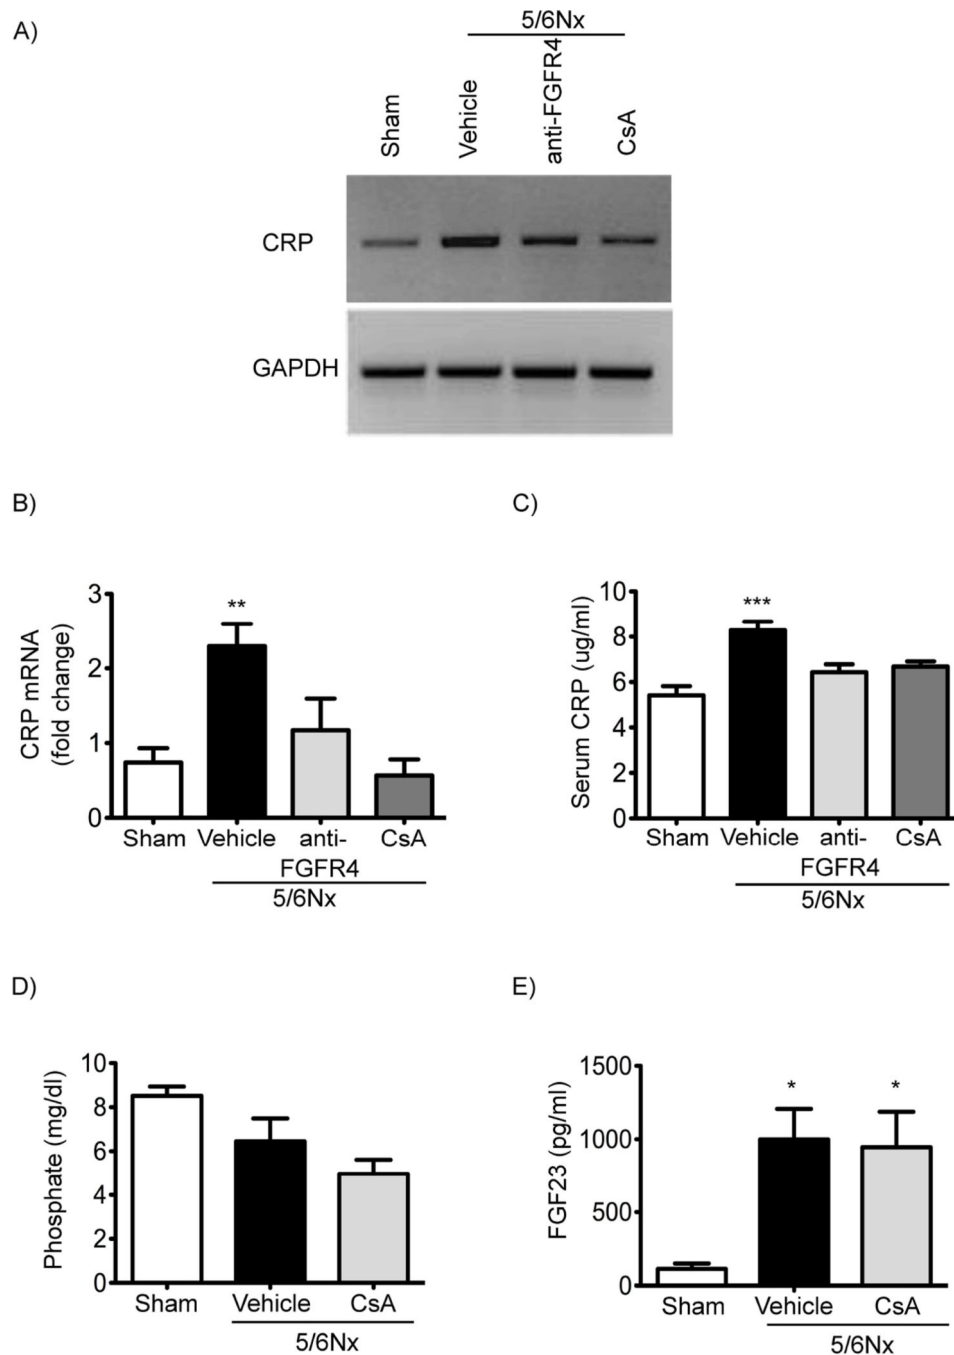 A)
5/6Nx
Sham
Vehicle
anti-FGFR4
CsA
CRP
GAPDH
B)
CRP mRNA
(fold change)
3
2
1
0
**
Sham Vehicle anti- CsA
FGFR4
5/6Nx
C)
Serum CRP (ug/ml)
10
8
6
4
2
0
***
Sham Vehicle anti- CsA
FGFR4
5/6Nx
D)
Phosphate (mg/dl)
10
8
6
4
2
0
Sham Vehicle CsA
5/6Nx
E)
FGF23 (pg/ml)
1500
1000
500
0
* *
Sham Vehicle CsA
5/6Nx